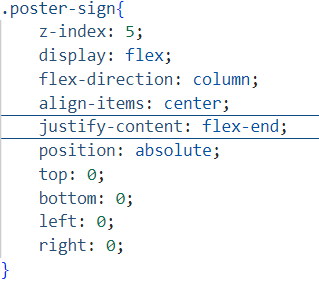 .poster-sign{
z-index: 5;
display: flex;
flex-direction: column;
align-items: center;
justify-content: flex-end;
position: absolute;
top: 0;
bottom: 0;
left: 0;
right: 0;
}